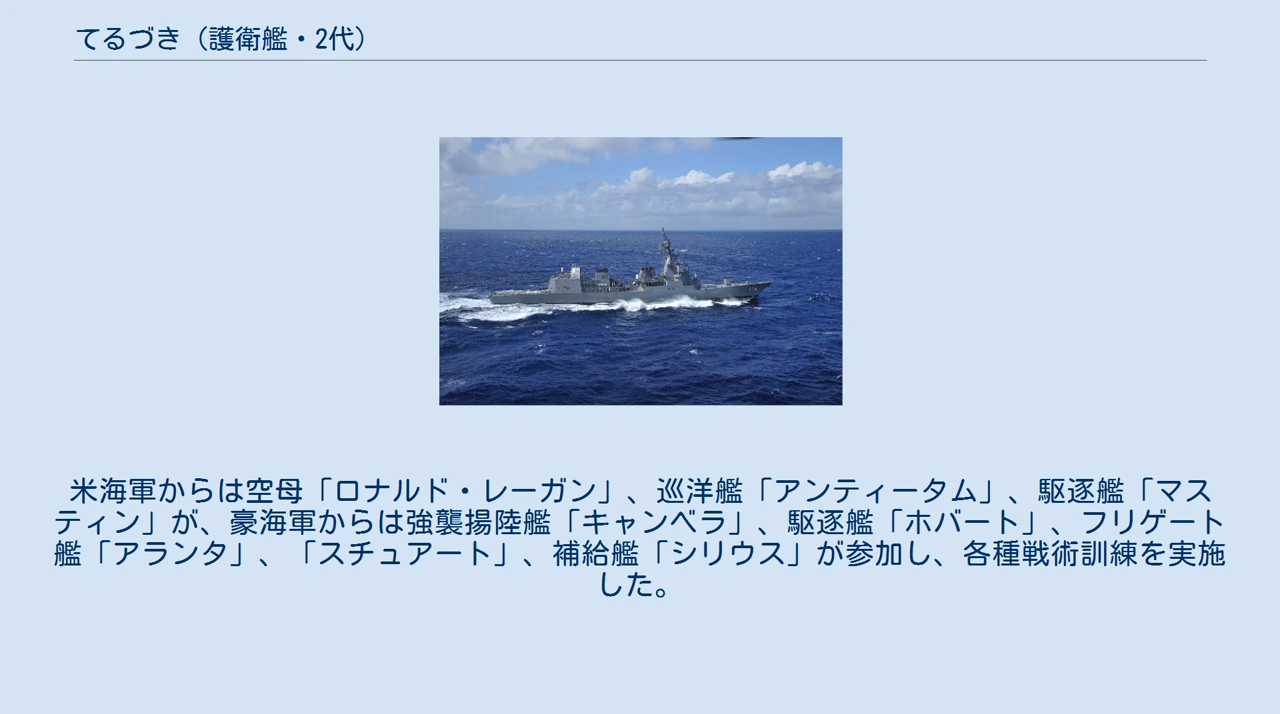 てるづき（護衛艦・2代）
米海軍からは空母「ロナルド・レーガン」、巡洋艦「アンティータム」、駆逐艦「マス
ティン」が、豪海軍からは強襲揚陸艦「キャンベラ」、駆逐艦「ホバート」、フリゲート
艦「アランタ」、「スチュアート」、補給艦「シリウス」が参加し、各種戦術訓練を実施
した。